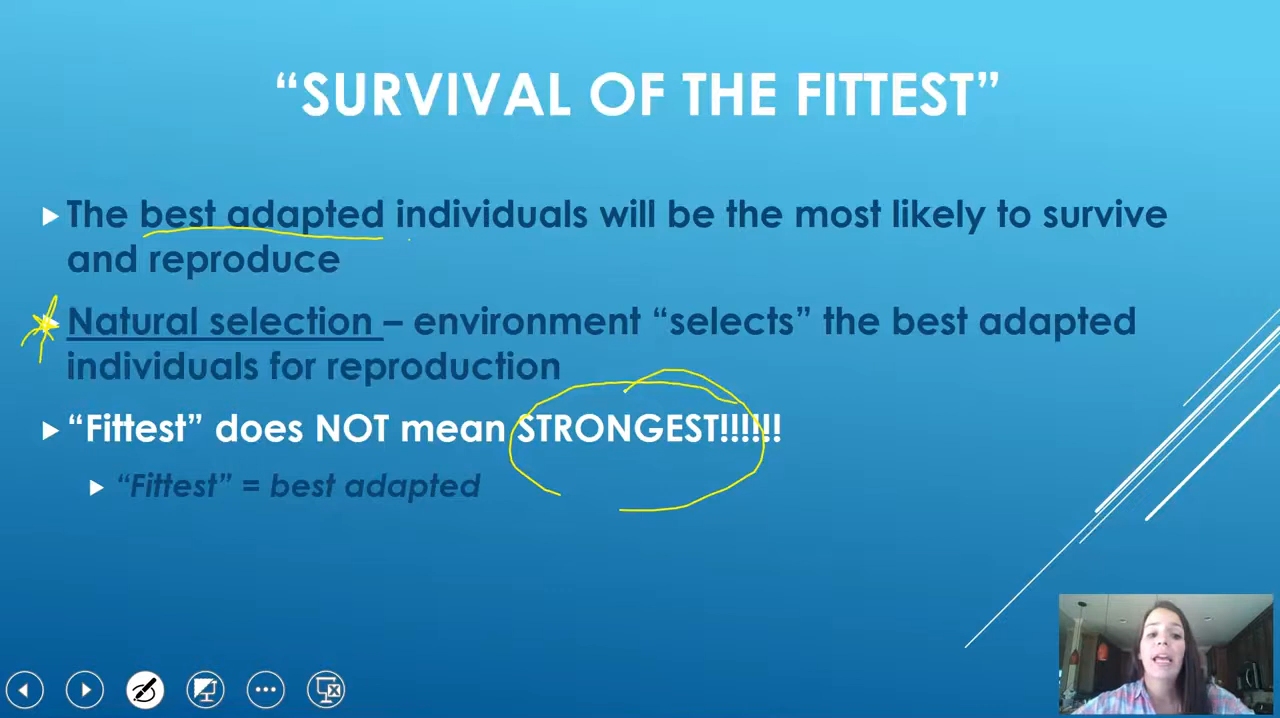 “SURVIVAL OF THE FITTEST”
The best adapted individuals will be the most likely to survive
and reproduce
Natural selection – environment “selects” the best adapted
individuals for reproduction
“Fittest” does NOT mean STRONGEST!!!!!!
“Fittest” = best adapted